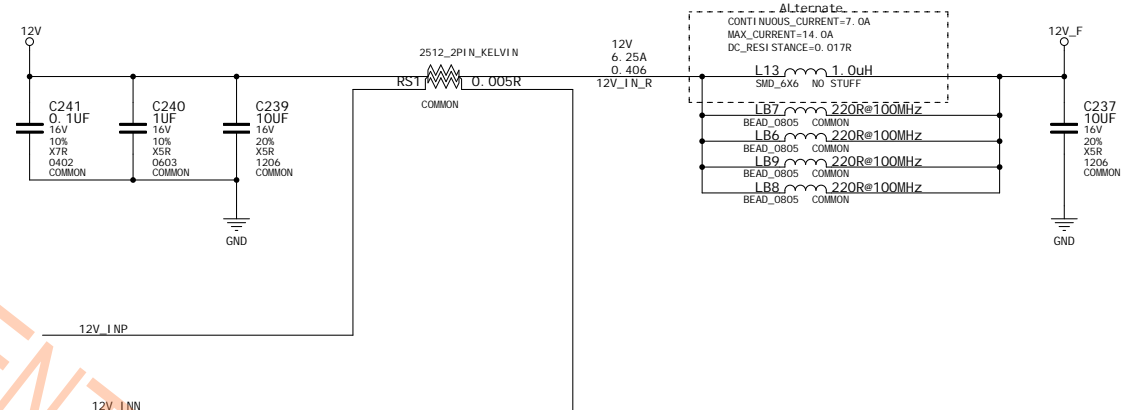 Alternate
CONTINUOUS_CURRENT=7.0A
MAX_CURRENT=14.0A
DC_RESISTANCE=0.017R
12V
12V_F
12V
6.25A
0.406
12V_IN_R
2512_2PIN_KELVIN
RS1 0.005R
COMMON
L13 1.0uH
SMD_6X6 NO STUFF
LB7 220R@100MHz
BEAD_0805 COMMON
LB6 220R@100MHz
BEAD_0805 COMMON
LB9 220R@100MHz
BEAD_0805 COMMON
LB8 220R@100MHz
BEAD_0805 COMMON
C241
0.1UF
16V
10%
X7R
0402
COMMON
C240
1UF
16V
10%
X5R
0603
COMMON
C239
10UF
16V
20%
X5R
1206
COMMON
C237
10UF
16V
20%
X5R
1206
COMMON
GND
GND
12V_INP
12V_INN